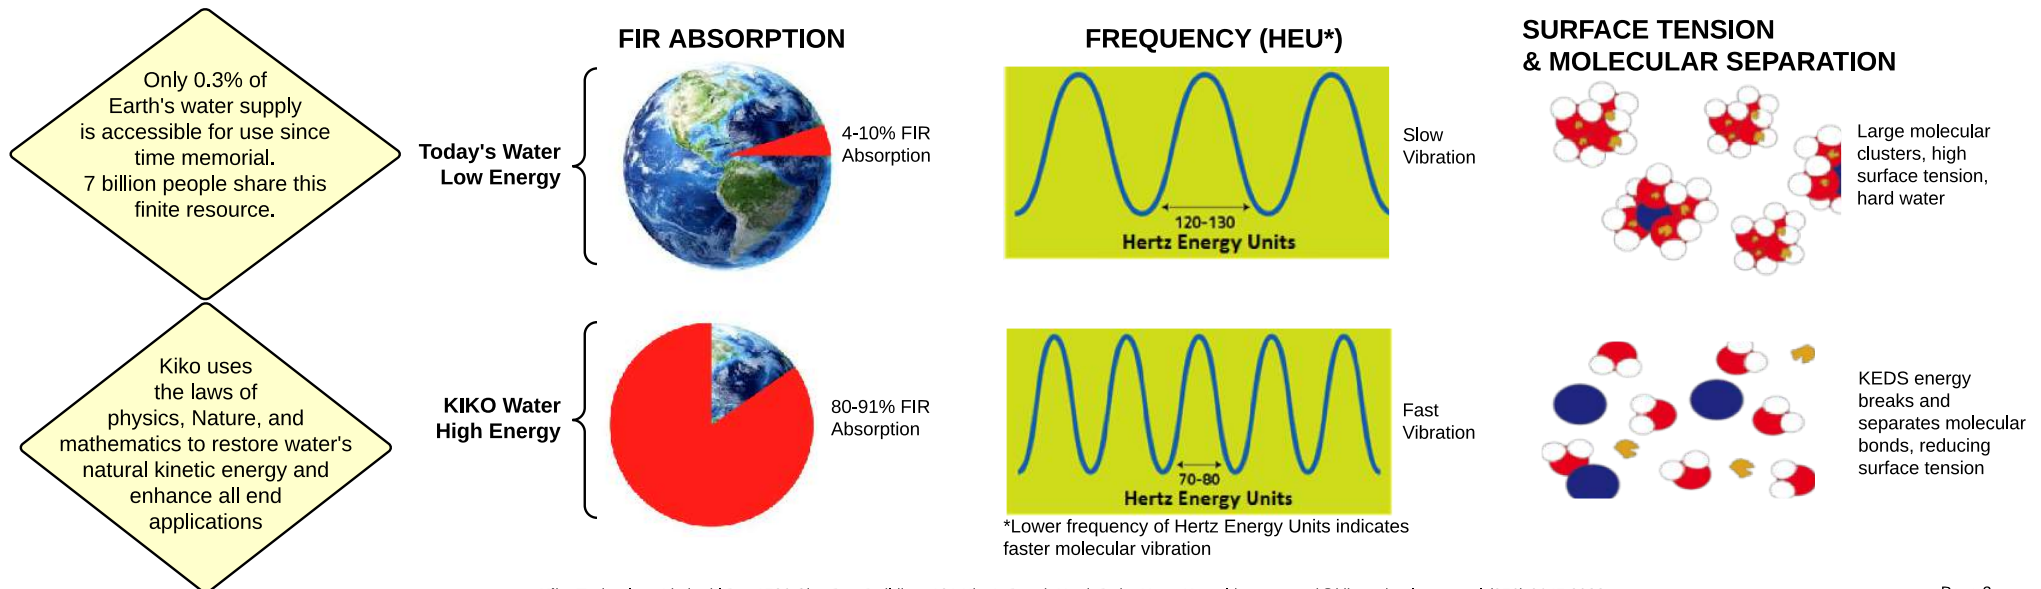 Only 0.3% of
Earth's water supply
is accessible for use since
time memorial.
7 billion people share this
finite resource.
Kiko uses
the laws of
physics, Nature, and
mathematics to restore water's
natural kinetic energy and
enhance all end
applications
Today's Water
Low Energy
KIKO Water
High Energy
FIR ABSORPTION
4-10% FIR
Absorption
80-91% FIR
Absorption
FREQUENCY (HEU*)
120-130
Hertz Energy Units
Slow
Vibration
70-80
Hertz Energy Units
Fast
Vibration
*Lower frequency of Hertz Energy Units indicates
faster molecular vibration
SURFACE TENSION
& MOLECULAR SEPARATION
Large molecular
clusters, high
surface tension,
hard water
KEDS energy
breaks and
separates molecular
bonds, reducing
surface tension